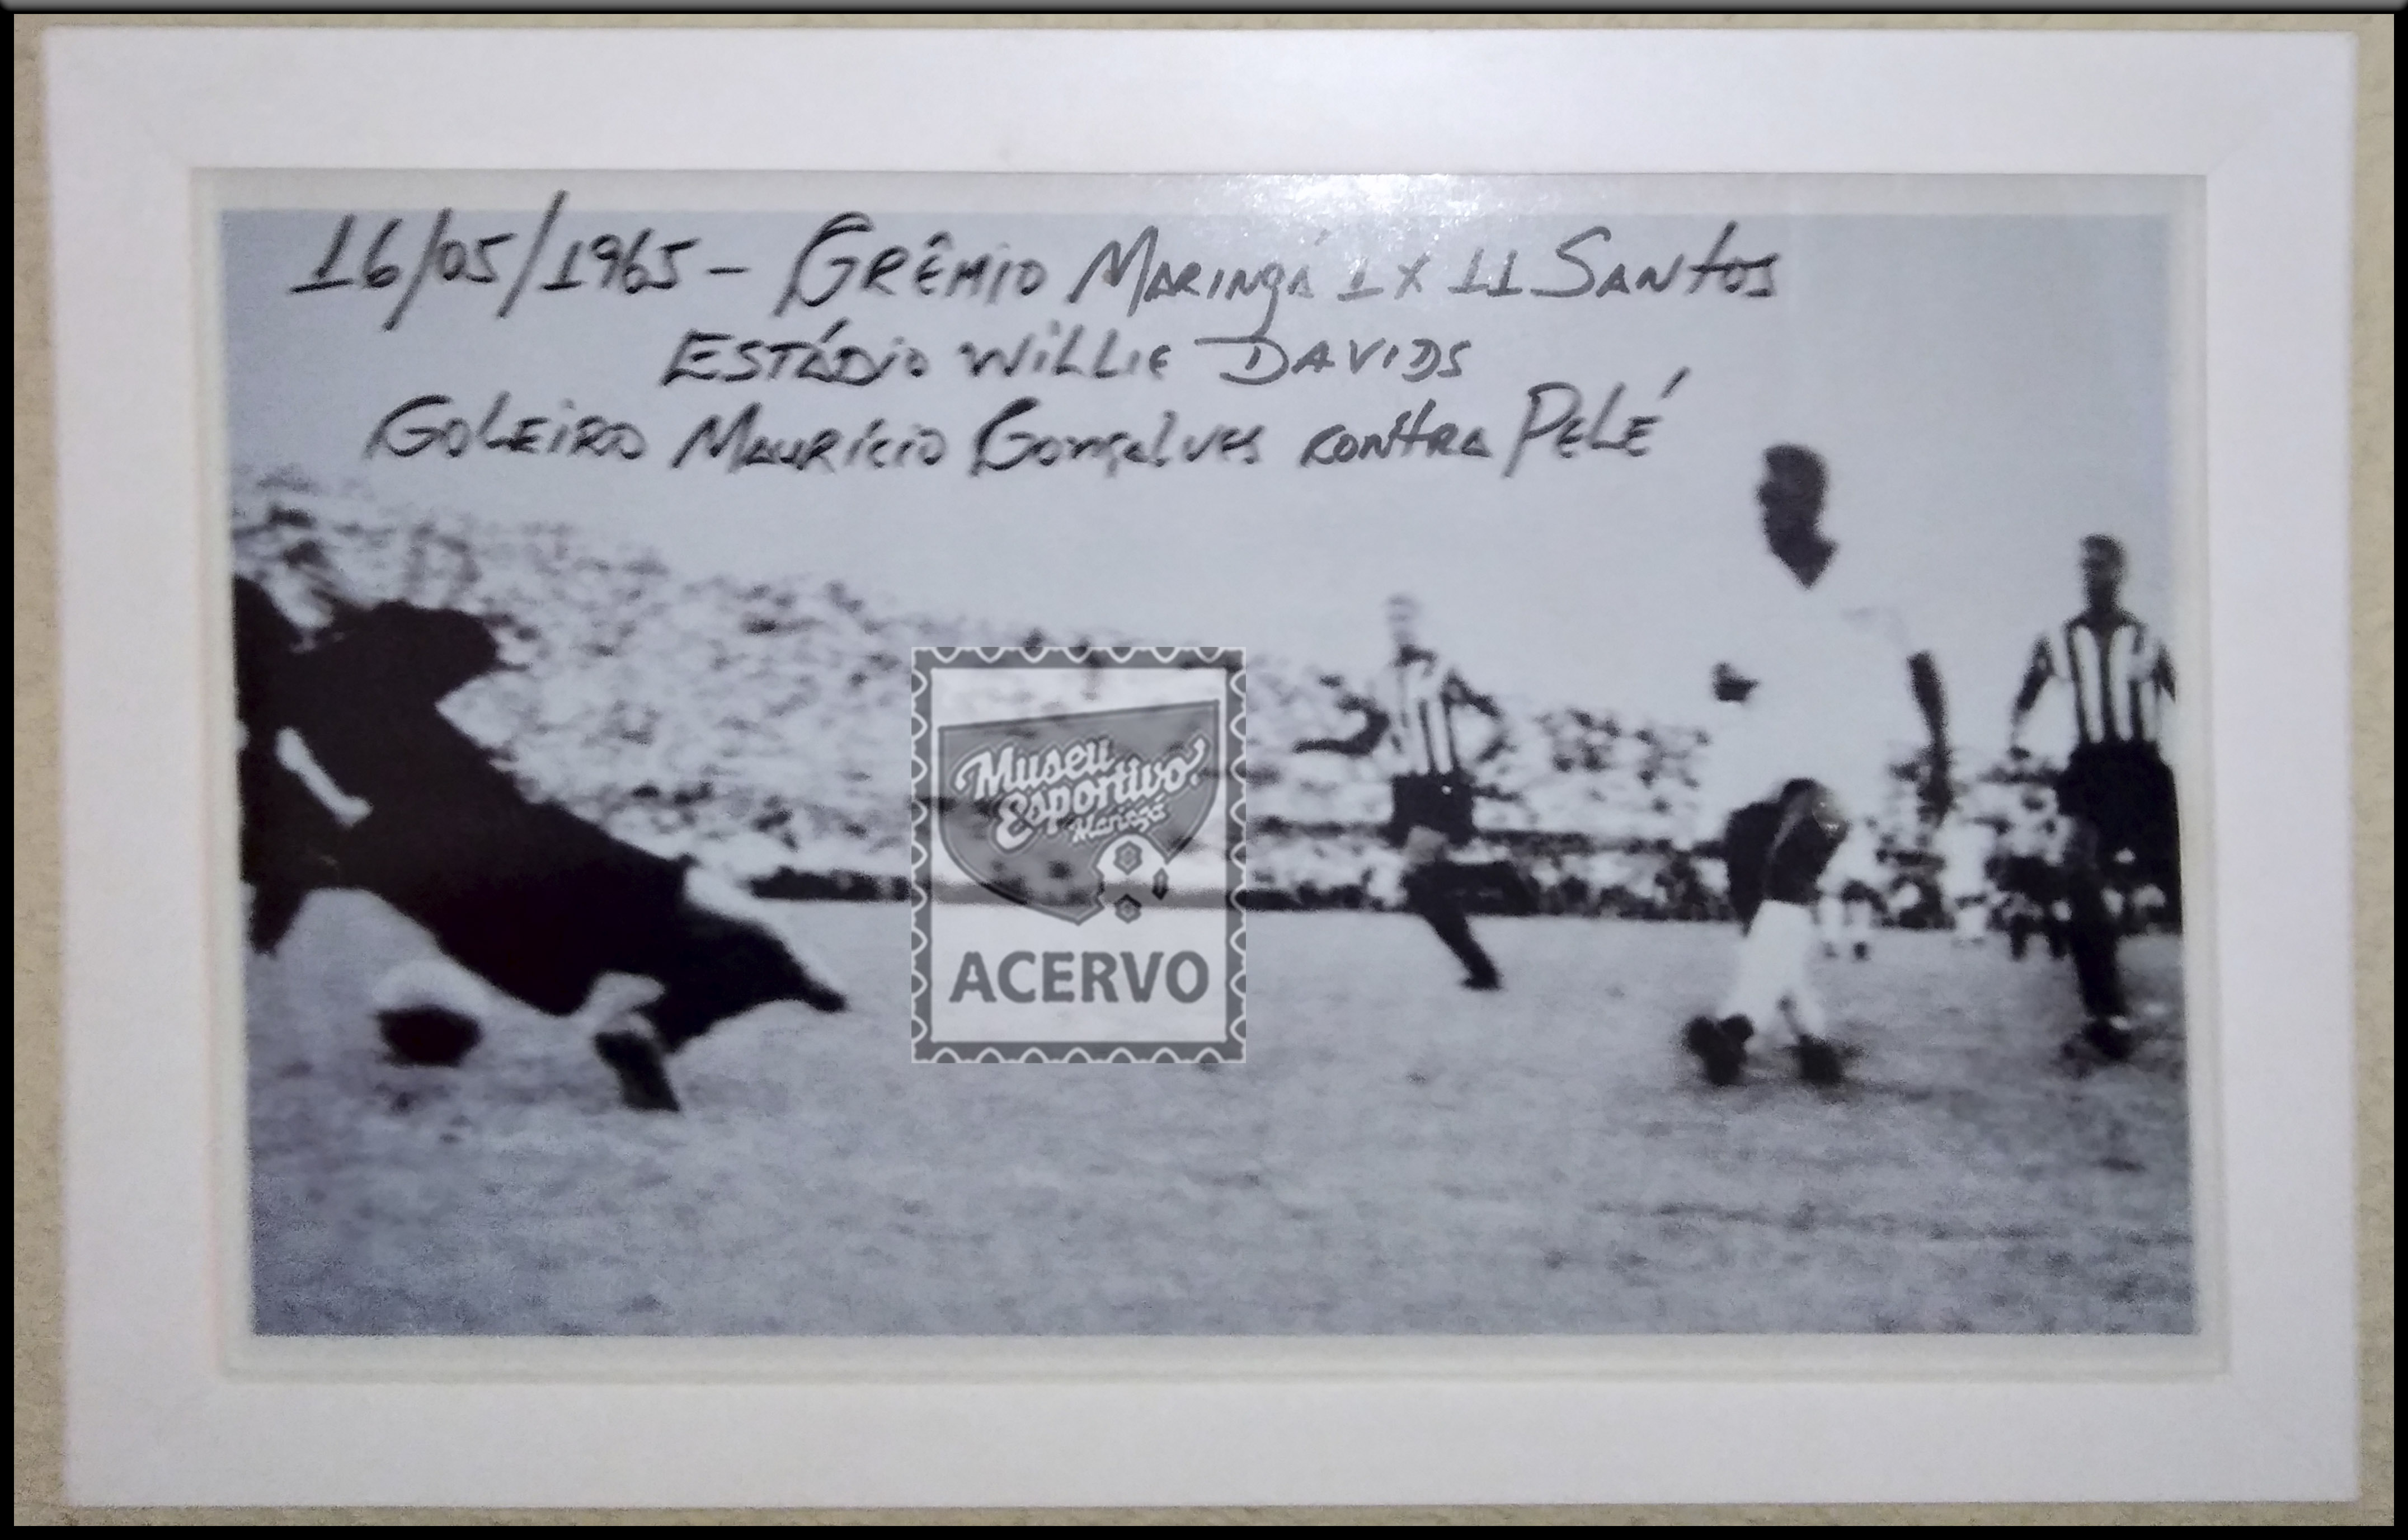 16/05/1965 - GRÊMIO MARINGÁ 1 X 11 SANTOS
ESTÁDIO WILLIE DAVIDS
GOLEIRO MAURÍCIO GONÇALVES CONTRA PELÉ
Museu
Esportivo
Maringá
ACERVO